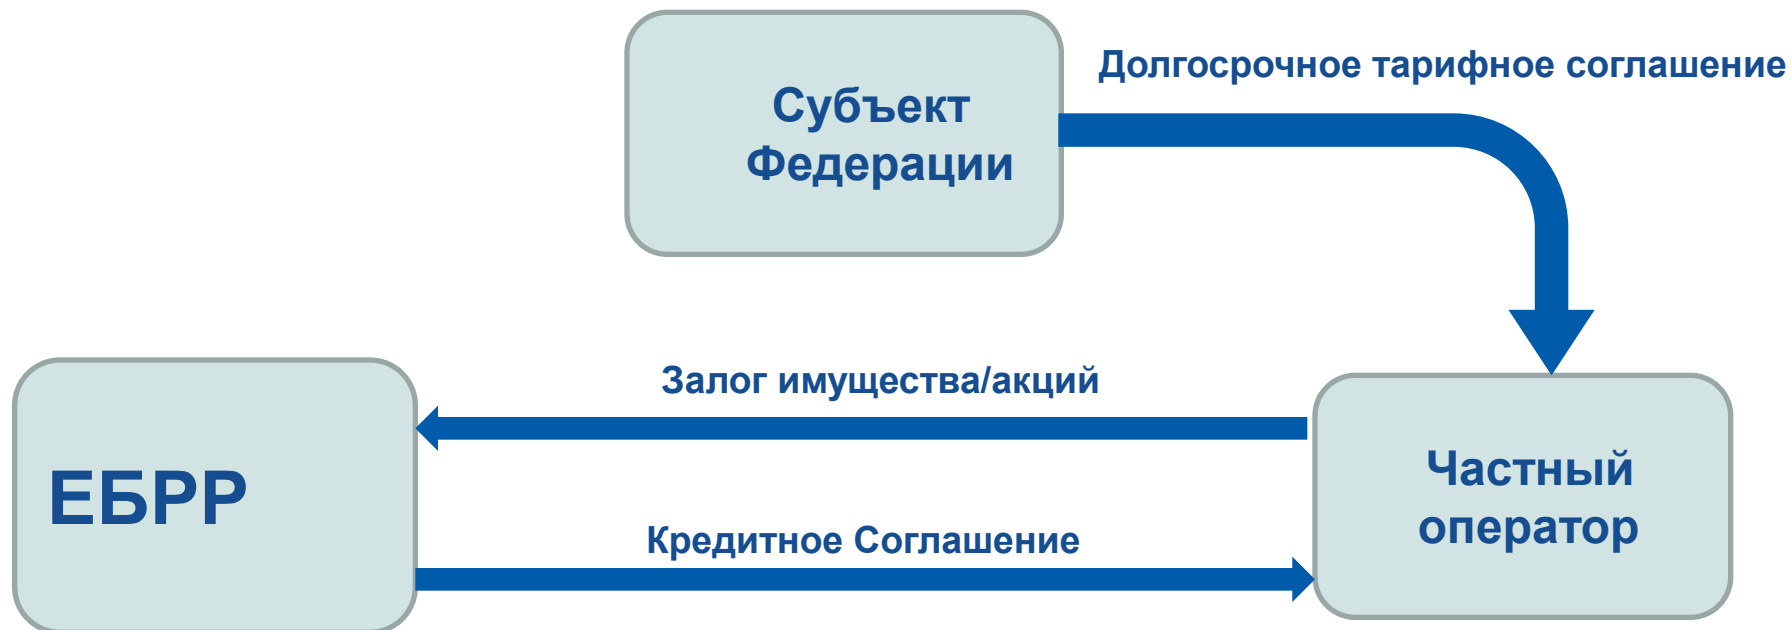 Долгосрочное тарифное соглашение
Субъект
Федерации
Залог имущества/акций
ЕБРР
Частный
оператор
Кредитное Соглашение